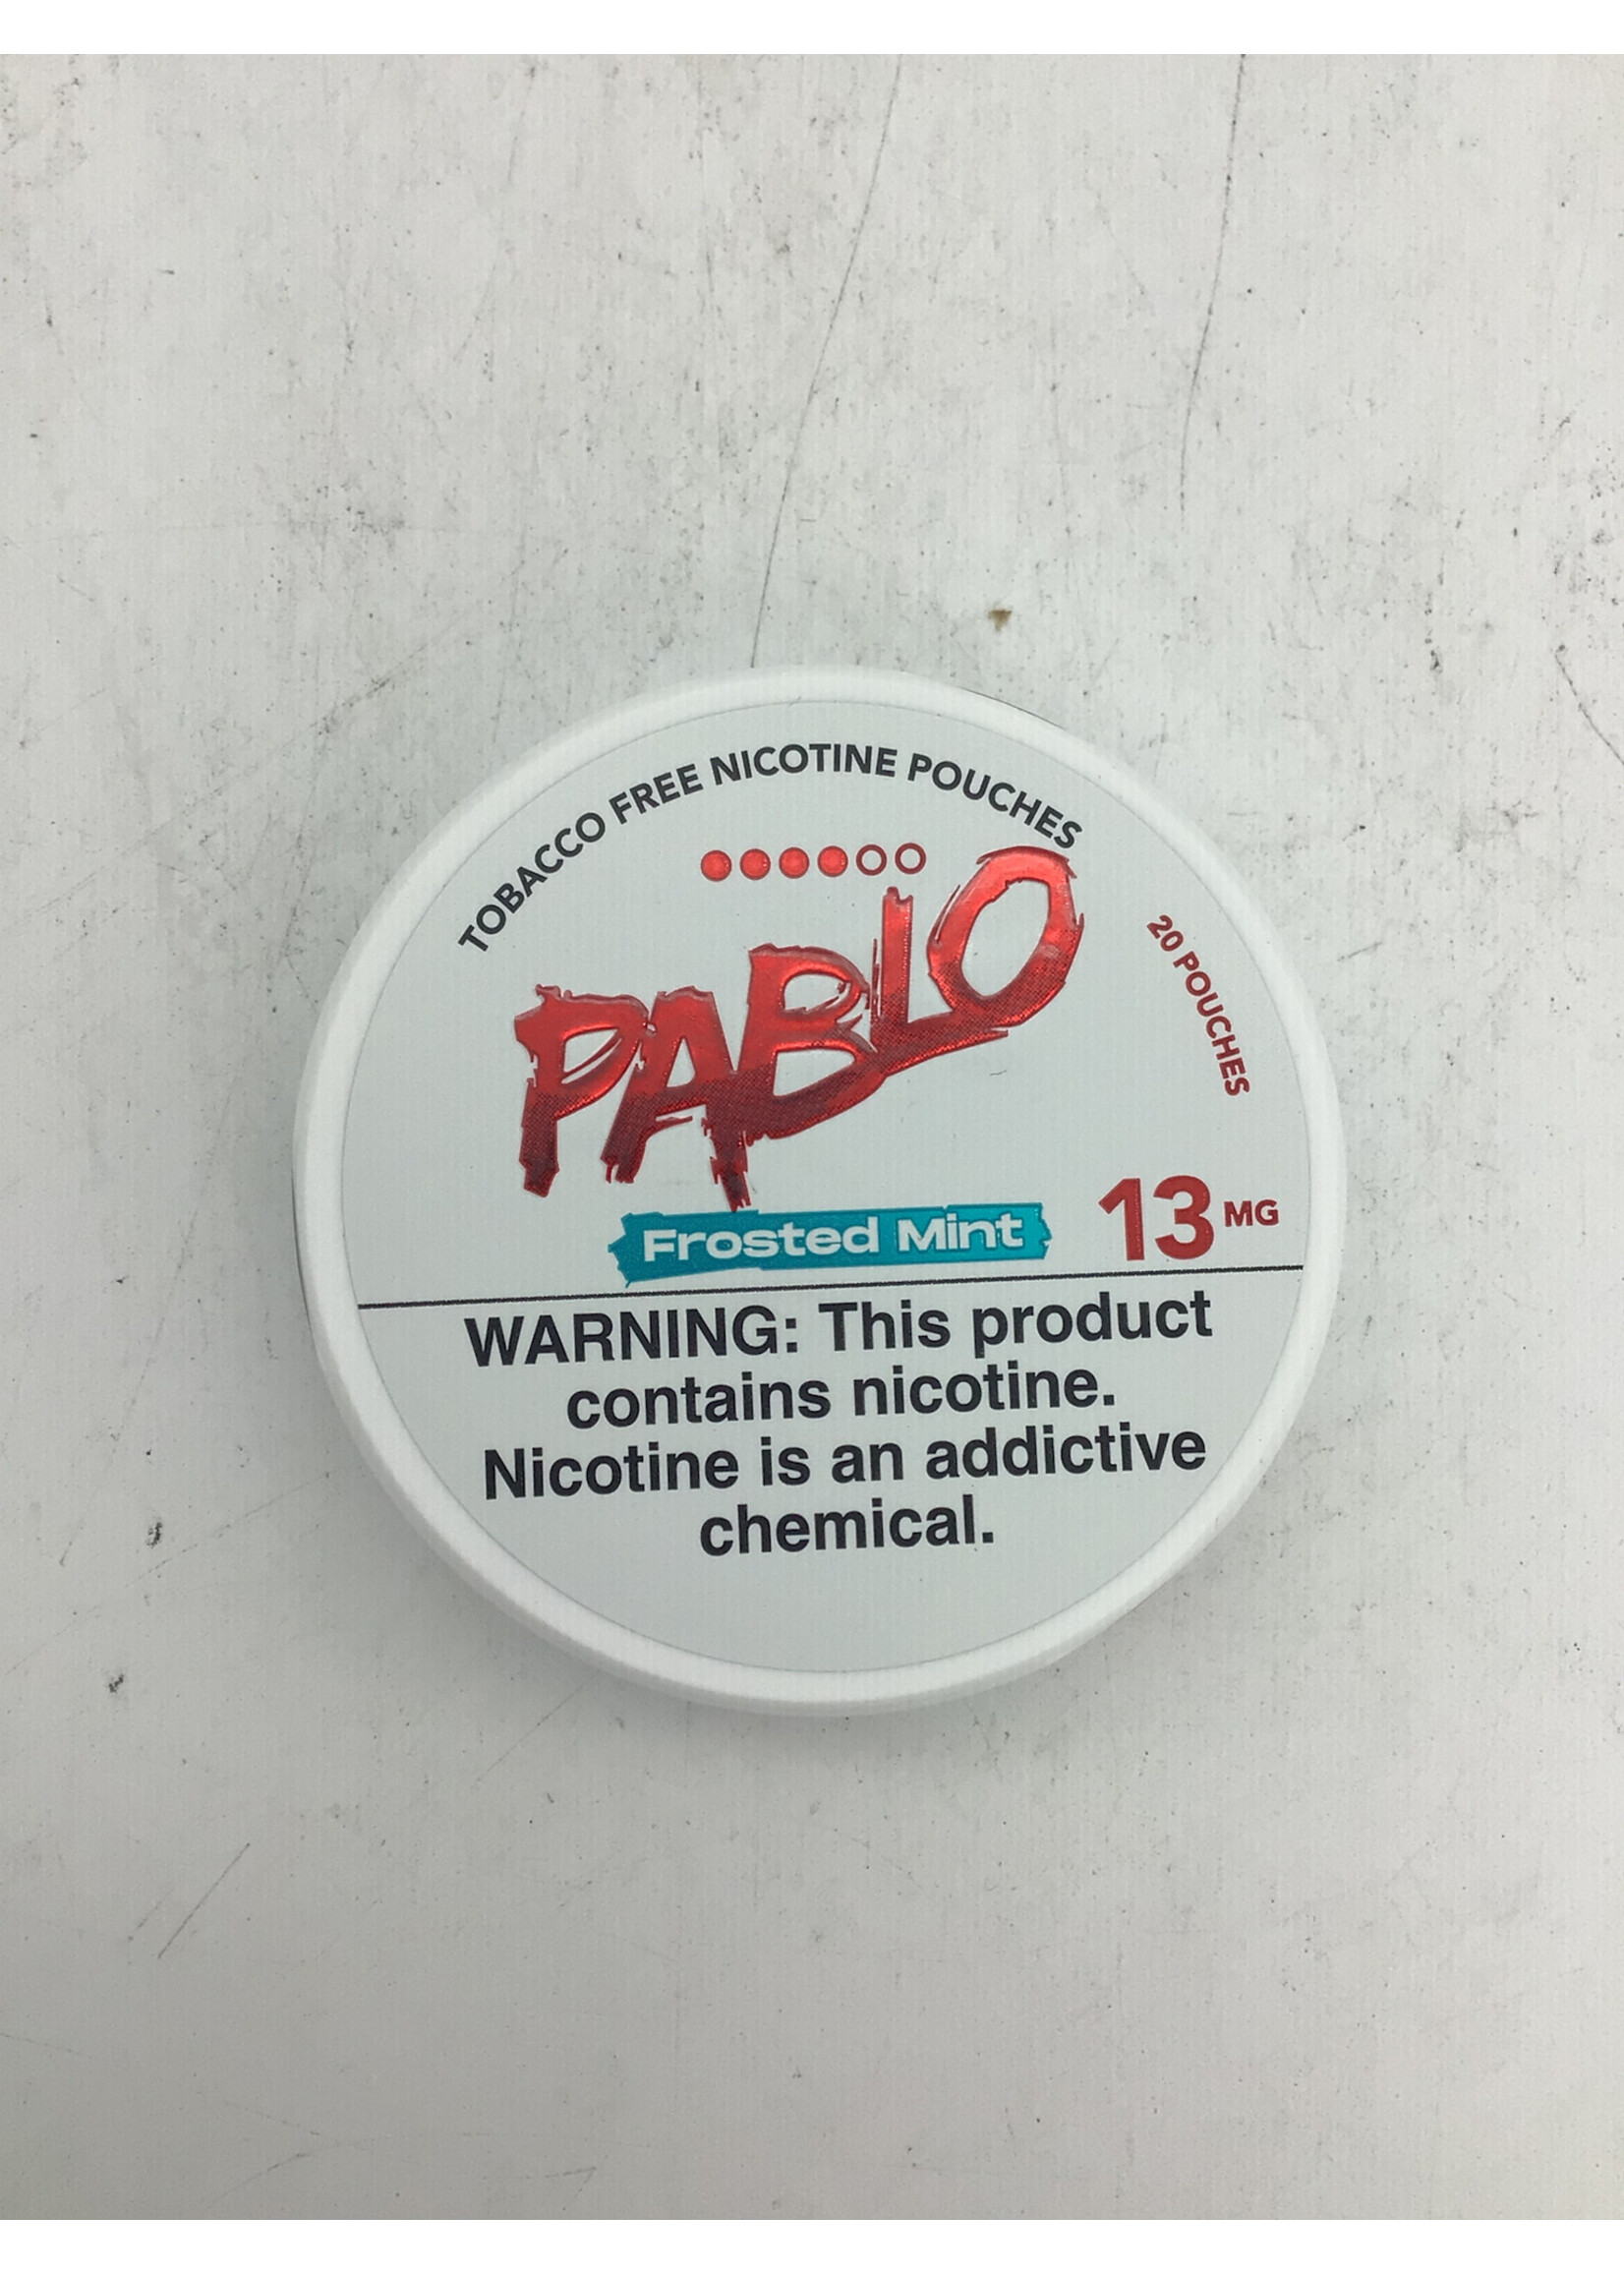 TOBACCO FREE NICOTINE POUCHES
PABLO
20 POUCHES
Frosted Mint
13 MG
WARNING: This product
contains nicotine.
Nicotine is an addictive
chemical.